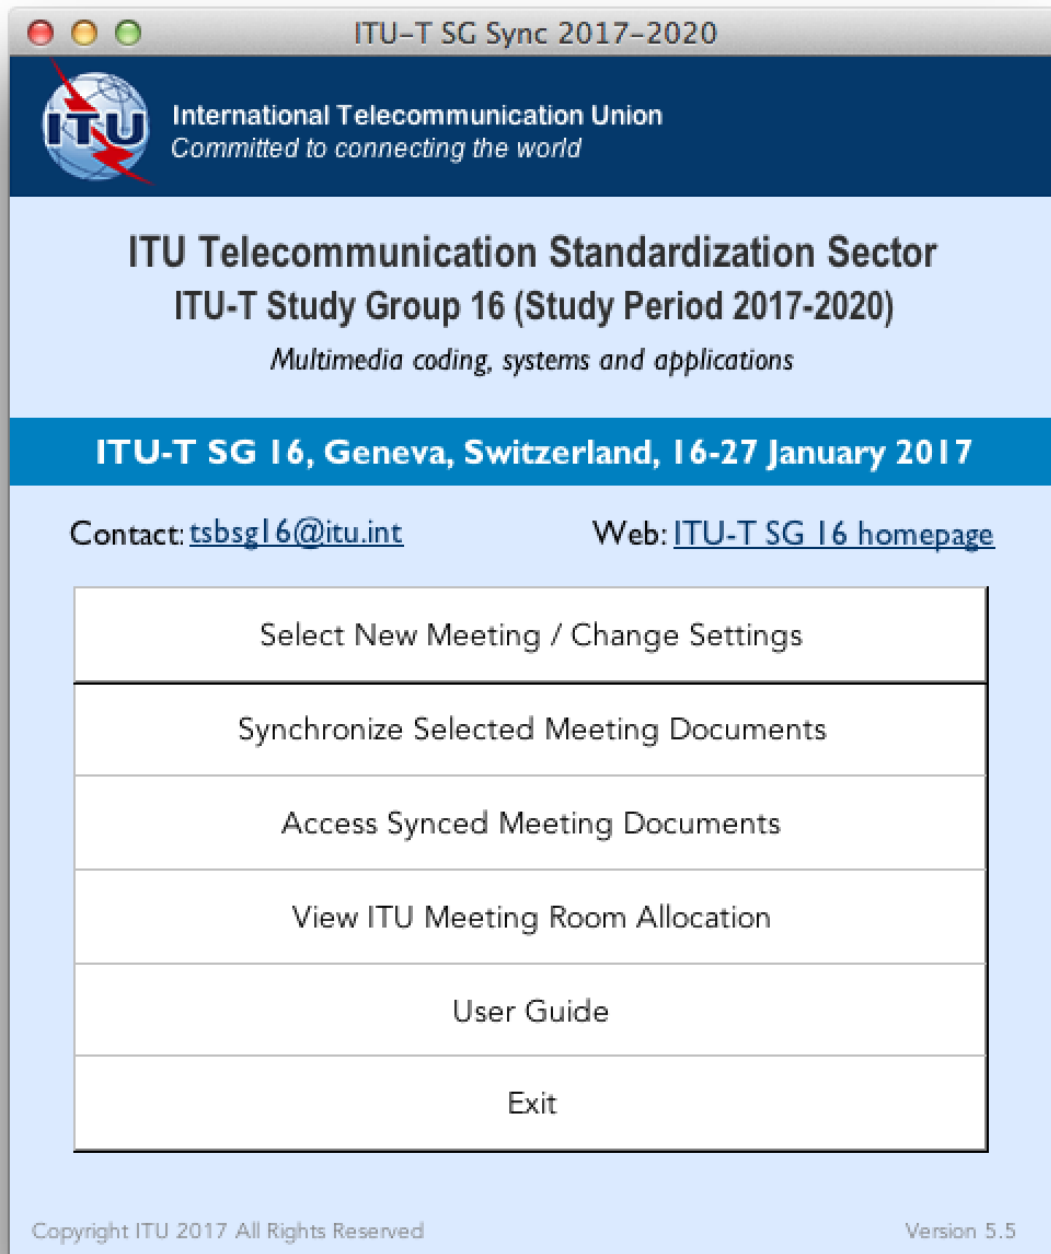 ITU-T SG Sync 2017-2020
ITU
International Telecommunication Union
Committed to connecting the world
ITU Telecommunication Standardization Sector
ITU-T Study Group 16 (Study Period 2017-2020)
Multimedia coding, systems and applications
ITU-T SG 16, Geneva, Switzerland, 16-27 January 2017
Contact: tsbsg16@itu.int Web: ITU-T SG 16 homepage
Select New Meeting / Change Settings
Synchronize Selected Meeting Documents
Access Synced Meeting Documents
View ITU Meeting Room Allocation
User Guide
Exit
Copyright ITU 2017 All Rights Reserved Version 5.5